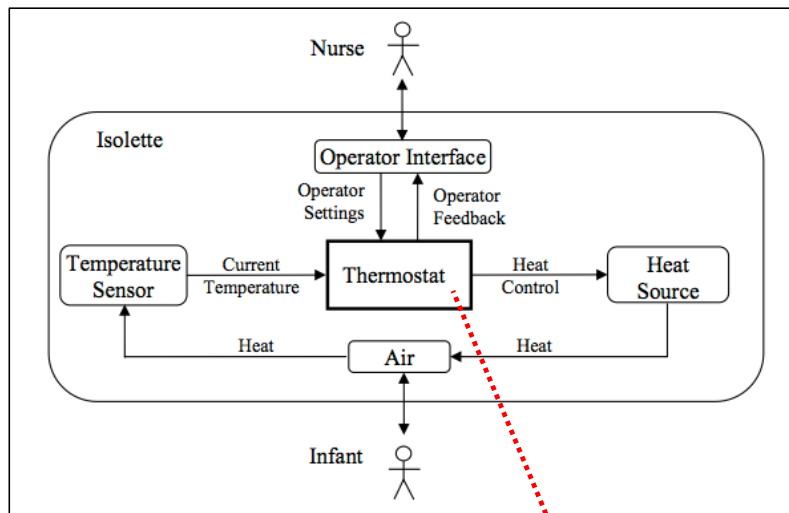 Nurse
Isolette
Operator Interface
Operator
Settings
Operator
Feedback
Temperature
Sensor
Current
Temperature
Thermostat
Heat
Control
Heat
Source
Heat
Air
Heat
Infant